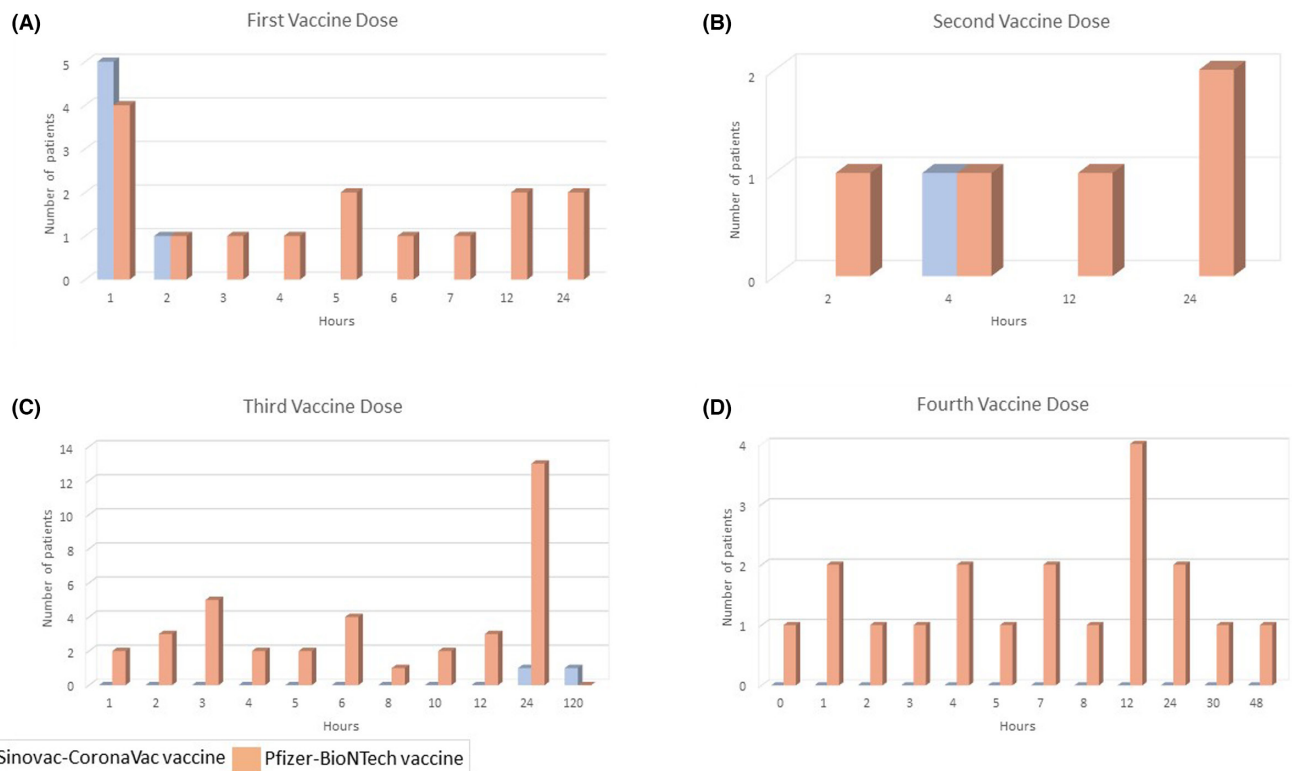 (A)
First Vaccine Dose
Number of patients
5
4
3
2
1
0
1 2 3 4 5 6 7 12 24
Hours
(B)
Second Vaccine Dose
Number of patients
2
1
0
2 4 12 24
Hours
(C)
Third Vaccine Dose
Number of patients
14
12
10
8
6
4
2
0
1 2 3 4 5 6 8 10 12 24 120
Hours
(D)
Fourth Vaccine Dose
Number of patients
4
3
2
1
0
0 1 2 3 4 5 7 8 12 24 30 48
Hours
Sinovac-CoronaVac vaccine Pfizer-BioNTech vaccine